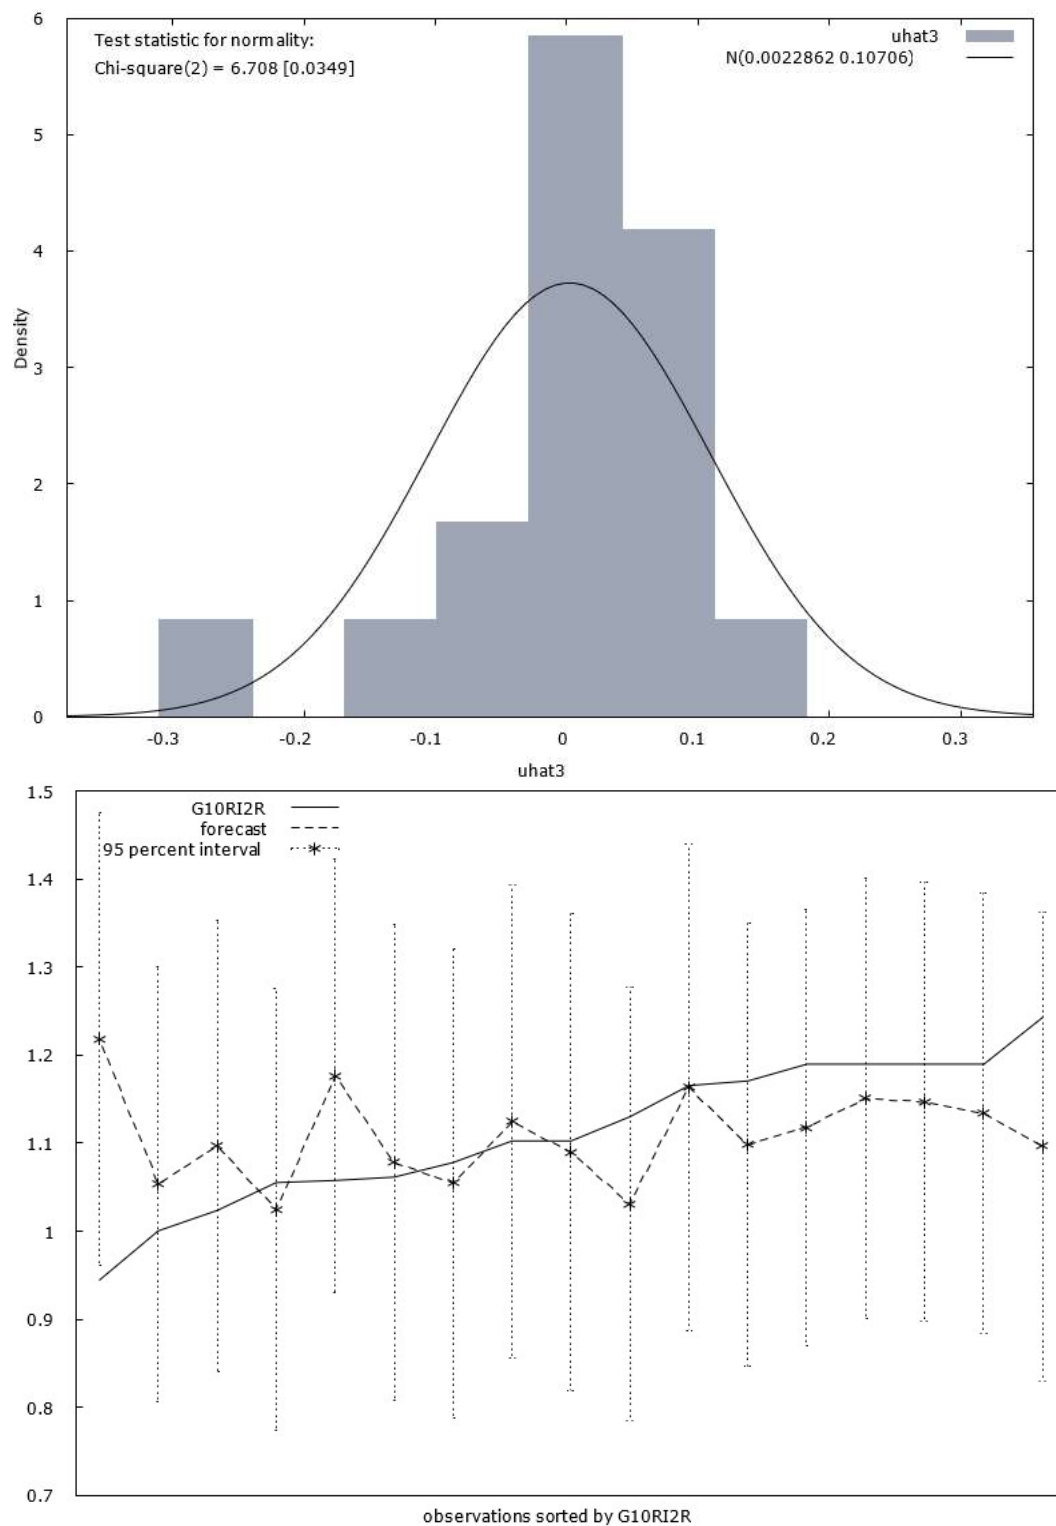 Test statistic for normality:
Chi-square(2) = 6.708 [0.0349]
uhat3
N(0.0022862 0.10706)
6
5
4
3
2
1
0
Density
-0.3
-0.2
-0.1
0
0.1
0.2
0.3
uhat3
G10RI2R
forecast
95 percent interval
1.5
1.4
1.3
1.2
1.1
1
0.9
0.8
0.7
observations sorted by G10RI2R